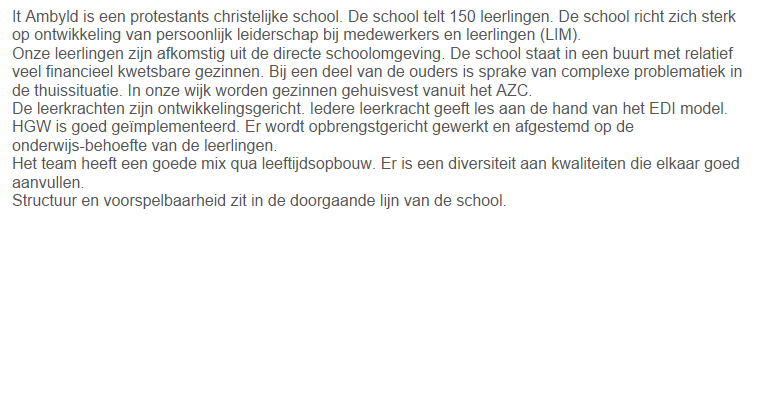 It Ambyld is een protestants christelijke school. De school telt 150 leerlingen. De school richt zich sterk
op ontwikkeling van persoonlijk leiderschap bij medewerkers en leerlingen (LIM).
Onze leerlingen zijn afkomstig uit de directe schoolomgeving. De school staat in een buurt met relatief
veel financieel kwetsbare gezinnen. Bij een deel van de ouders is sprake van complexe problematiek in
de thuissituatie. In onze wijk worden gezinnen gehuisvest vanuit het AZC.
De leerkrachten zijn ontwikkelingsgericht. Iedere leerkracht geeft les aan de hand van het EDI model.
HGW is goed geïmplementeerd. Er wordt opbrengstgericht gewerkt en afgestemd op de
onderwijs-behoefte van de leerlingen.
Het team heeft een goede mix qua leeftijdsopbouw. Er is een diversiteit aan kwaliteiten die elkaar goed
aanvullen.
Structuur en voorspelbaarheid zit in de doorgaande lijn van de school.